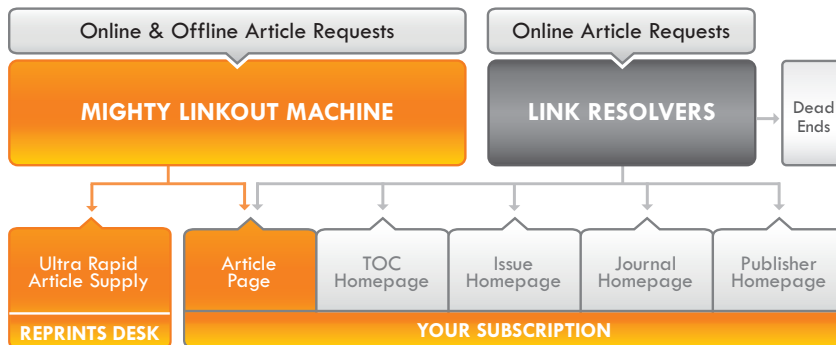 Online & Offline Article Requests
Online Article Requests
MIGHTY LINKOUT MACHINE
LINK RESOLVERS
Dead
Ends
Ultra Rapid
Article Supply
Article
Page
TOC
Homepage
Issue
Homepage
Journal
Homepage
Publisher
Homepage
REPRINTS DESK
YOUR SUBSCRIPTION